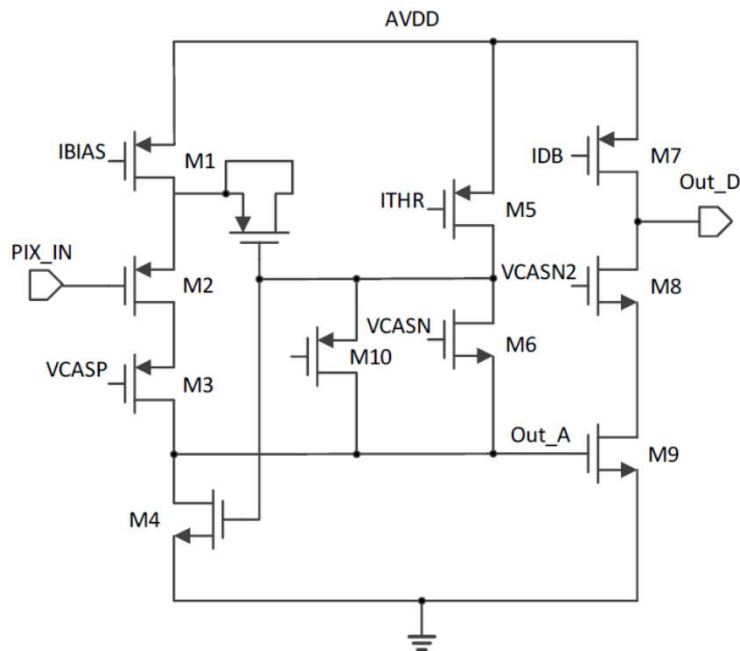 AVDD
IBIAS
M1
IDB
M7
ITHR
M5
Out_D
PIX_IN
M2
VCASN2
M8
VCASN
M10
M6
VCASP
M3
Out_A
M9
M4